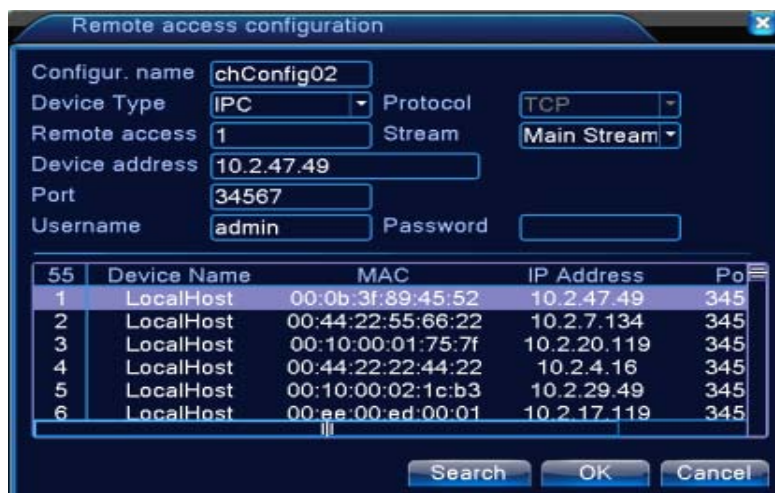 Remote access configuration
Configur. name chConfig02
Device Type IPC Protocol TCP
Remote access 1 Stream Main Stream
Device address 10.2.47.49
Port 34567
Username admin Password
55 Device Name MAC IP Address Po
1 LocalHost 00:0b:3f:89:45:52 10.2.47.49 345
2 LocalHost 00:44:22:55:66:22 10.2.7.134 345
3 LocalHost 00:10:00:01:75:7f 10.2.20.119 345
4 LocalHost 00:44:22:22:44:22 10.2.4.16 345
5 LocalHost 00:10:00:02:1c:b3 10.2.29.49 345
6 LocalHost 00:ee:00:ed:00:01 10.2.17.119 345
Search OK Cancel